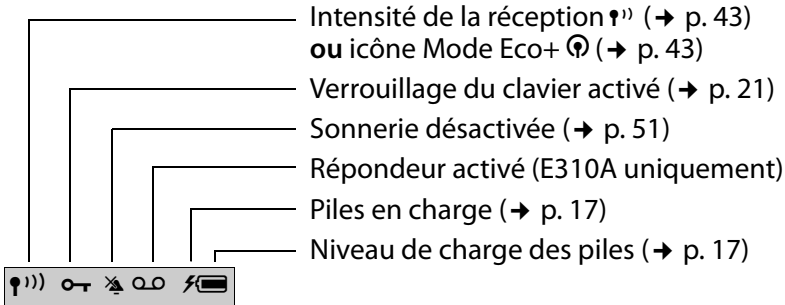 Intensité de la réception (➜ p. 43)
ou icône Mode Eco+ (➜ p. 43)
Verrouillage du clavier activé (➜ p. 21)
Sonnerie désactivée (➜ p. 51)
Répondeur activé (E310A uniquement)
Piles en charge (➜ p. 17)
Niveau de charge des piles (➜ p. 17)